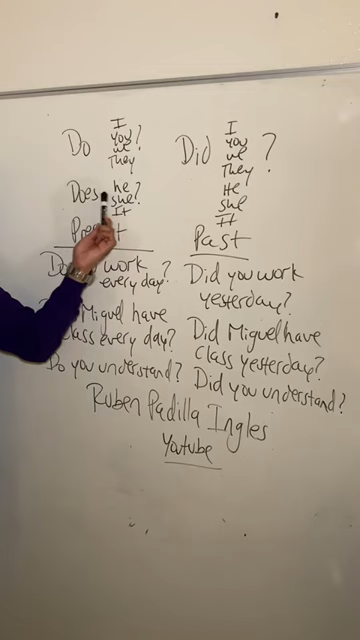 Do I you we They ?
Does he she It ?
Did I you we They He She It ?
Present
work every day?
Miguel have
class every day?
Do you understand?
Past
Did you work
yesterday?
Did Miguel have
class yesterday?
Did you understand?
Ruben Padilla Ingles
Youtube